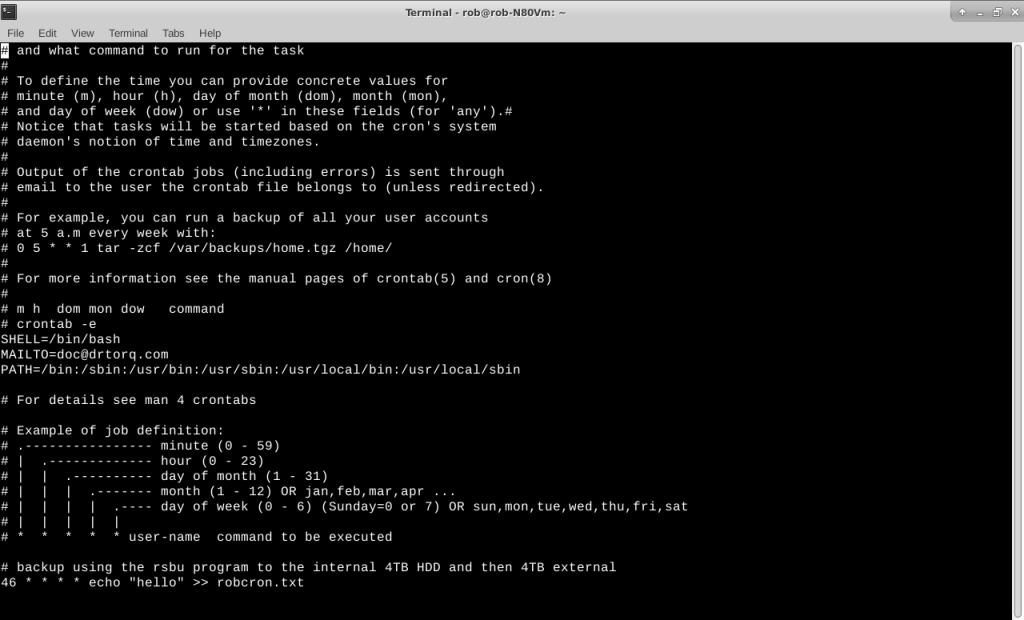 Terminal - rob@rob-N80Vm: ~
File Edit View Terminal Tabs Help
# and what command to run for the task
#
# To define the time you can provide concrete values for
# minute (m), hour (h), day of month (dom), month (mon),
# and day of week (dow) or use '*' in these fields (for 'any').#
# Notice that tasks will be started based on the cron's system
# daemon's notion of time and timezones.
#
# Output of the crontab jobs (including errors) is sent through
# email to the user the crontab file belongs to (unless redirected).
#
# For example, you can run a backup of all your user accounts
# at 5 a.m every week with:
# 0 5 * * 1 tar -zcf /var/backups/home.tgz /home/
#
# For more information see the manual pages of crontab(5) and cron(8)
#
# m h  dom mon dow   command
# crontab -e
SHELL=/bin/bash
MAILTO=doc@drtorq.com
PATH=/bin:/sbin:/usr/bin:/usr/sbin:/usr/local/bin:/usr/local/sbin

# For details see man 4 crontabs

# Example of job definition:
# .---------------- minute (0 - 59)
# |  .------------- hour (0 - 23)
# |  |  .---------- day of month (1 - 31)
# |  |  |  .------- month (1 - 12) OR jan,feb,mar,apr ...
# |  |  |  |  .---- day of week (0 - 6) (Sunday=0 or 7) OR sun,mon,tue,wed,thu,fri,sat
# |  |  |  |  |
# *  *  *  *  * user-name  command to be executed

# backup using the rsbu program to the internal 4TB HDD and then 4TB external
46 * * * * echo "hello" >> robcron.txt